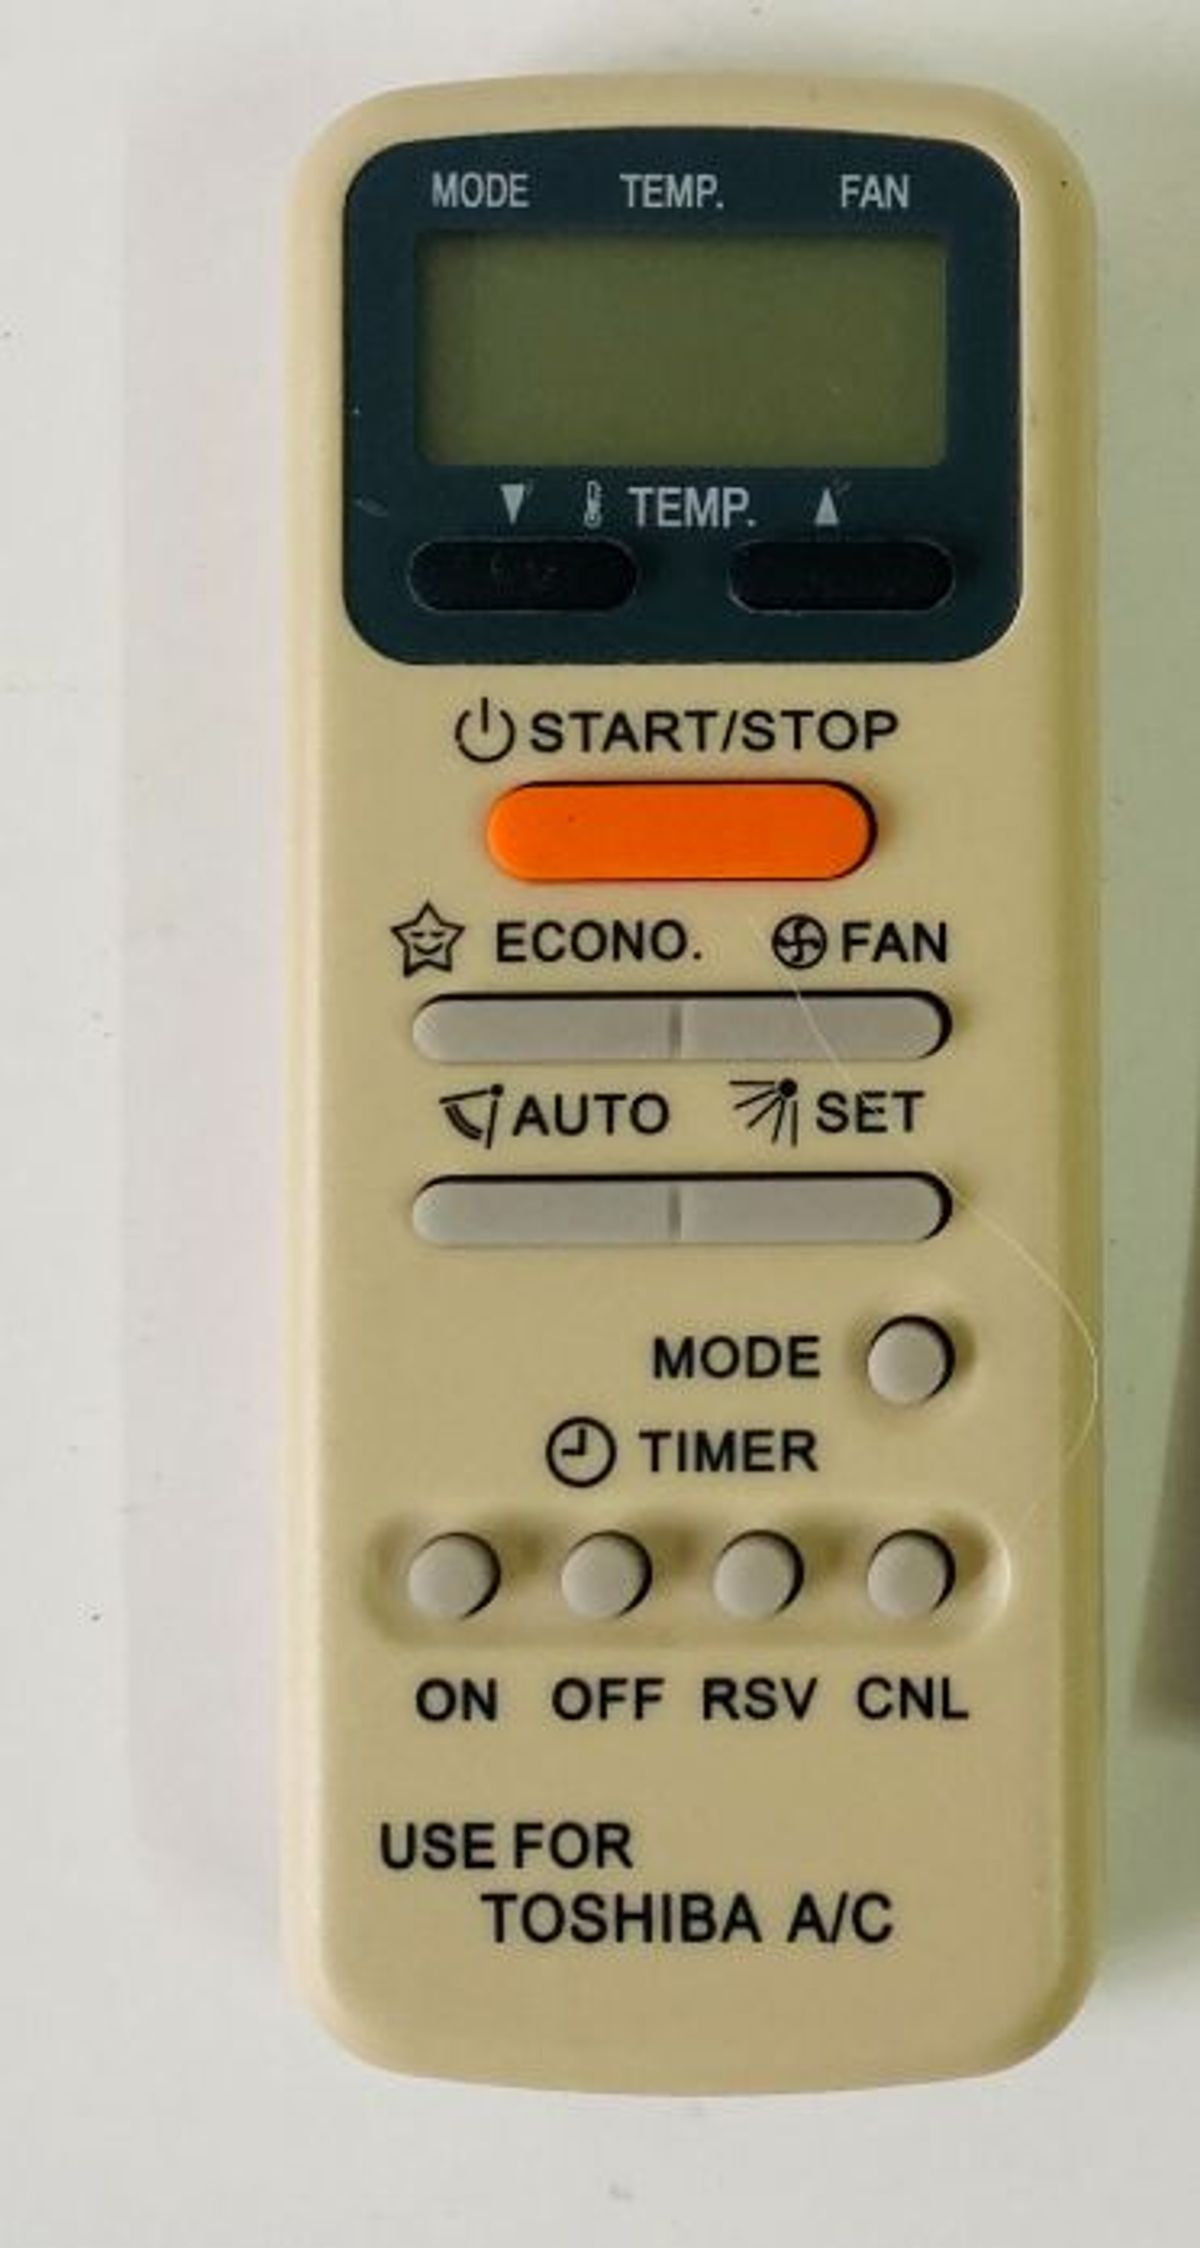 MODE TEMP. FAN
TEMP.
START/STOP
ECONO. FAN
AUTO SET
MODE
TIMER
ON OFF RSV CNL
USE FOR
TOSHIBA A/C